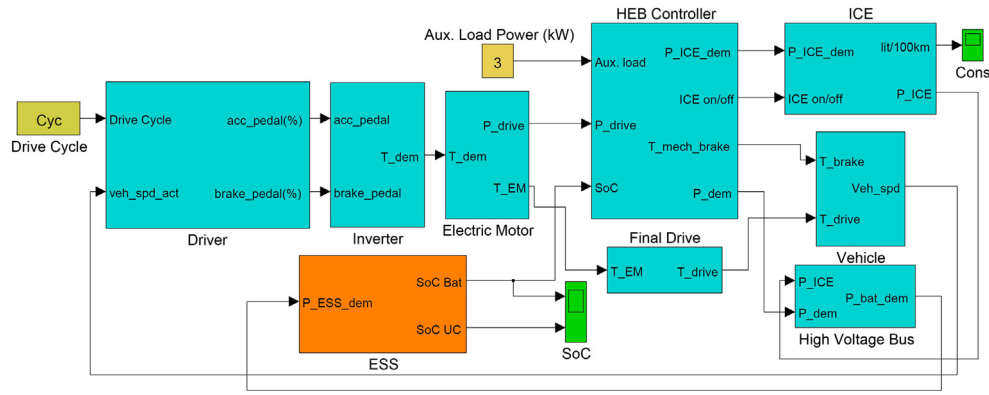 HEB Controller
ICE
Aux. Load Power (kW)
3
Aux. load
P_ICE_dem
P_drive
ICE on/off
T_mech_brake
SoC
P_dem
P_ICE_dem
lit/100km
ICE on/off
P_ICE
Cons
Cyc
Drive Cycle
Drive Cycle
acc_pedal(%)
veh_spd_act
brake_pedal(%)
Driver
acc_pedal
T_dem
brake_pedal
Inverter
T_dem
P_drive
T_EM
Electric Motor
T_brake
Veh_spd
T_drive
Vehicle
Final Drive
T_EM
T_drive
P_ESS_dem
SoC Bat
SoC UC
ESS
SoC
P_ICE
P_bat_dem
P_dem
High Voltage Bus